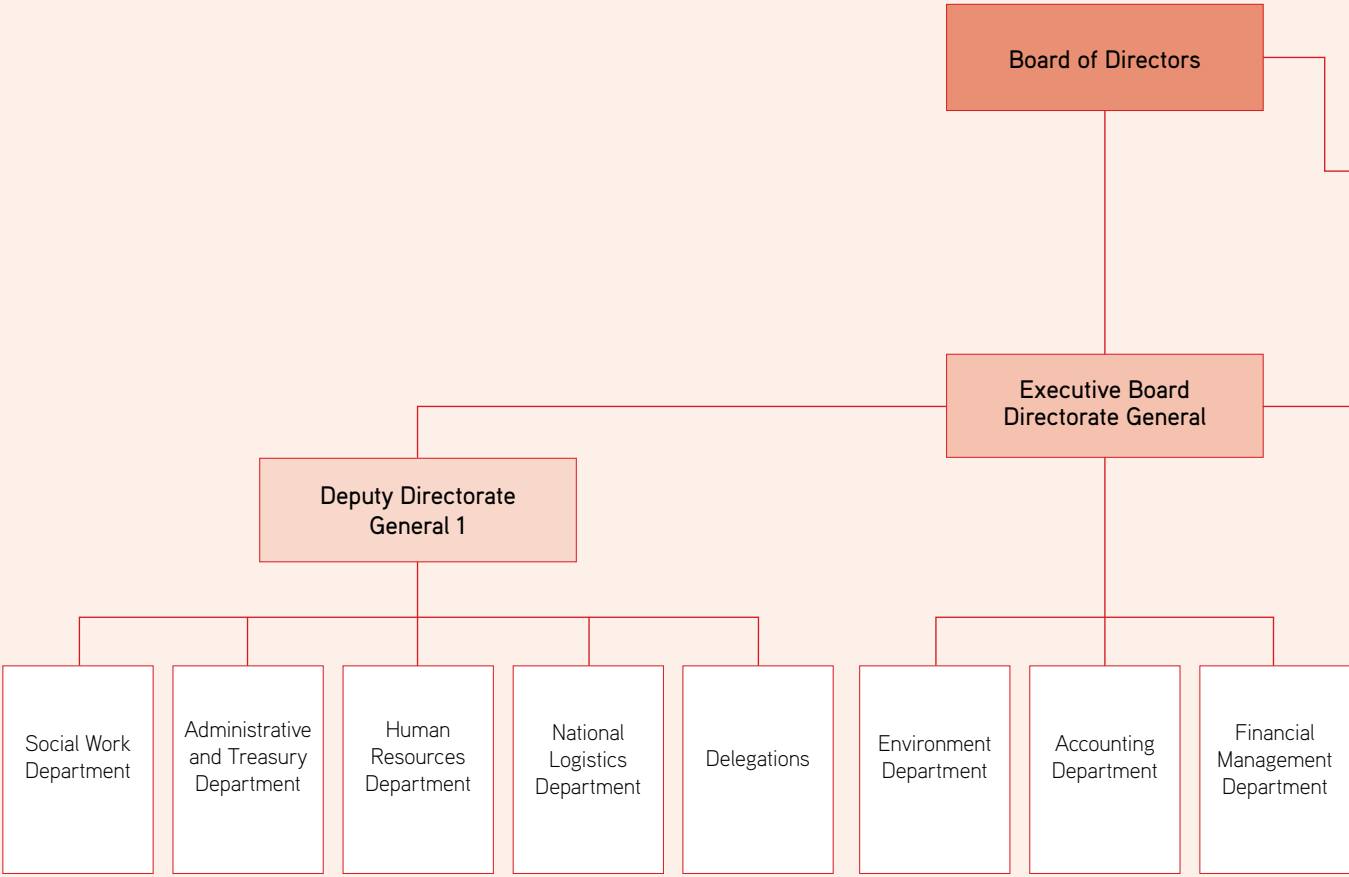 Board of Directors
Executive Board
Directorate General
Deputy Directorate
General 1
Social Work
Department
Administrative
and Treasury
Department
Human
Resources
Department
National
Logistics
Department
Delegations
Environment
Department
Accounting
Department
Financial
Management
Department